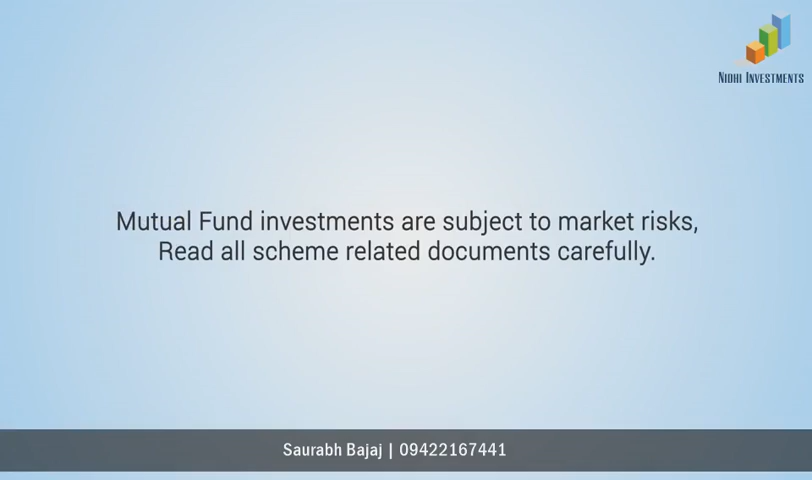 NIDHI INVESTMENTS
Mutual Fund investments are subject to market risks,
Read all scheme related documents carefully.
Saurabh Bajaj | 09422167441